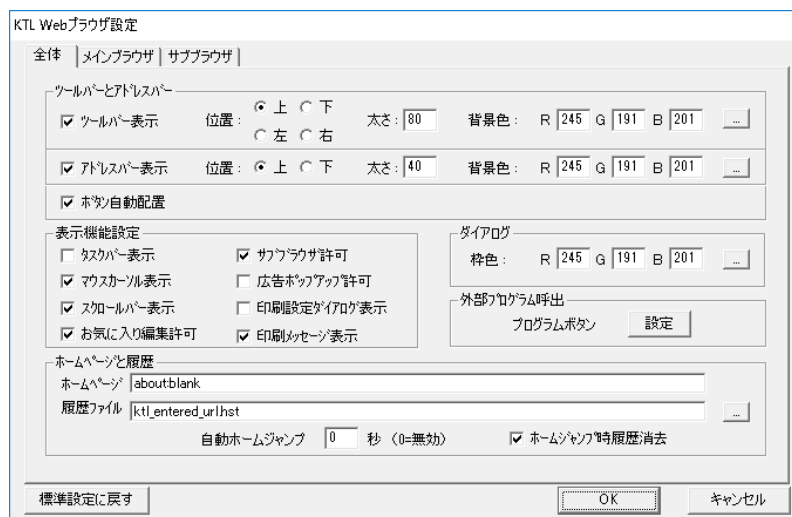 KTL Webブラウザ設定
全体 メインブラウザ サブブラウザ
ツールバーとアドレスバー
ツールバー表示 位置: 上 下 太さ: 80 背景色: R 245 G 191 B 201 ...
左 右
アドレスバー表示 位置: 上 下 太さ: 40 背景色: R 245 G 191 B 201 ...
ボタン自動配置
表示機能設定
タスクバー表示 サブブラウザ許可
マウスカーソル表示 広告ポップアップ許可
スクロールバー表示 印刷設定ダイアログ表示
お気に入り編集許可 印刷メッセージ表示
ダイアログ
枠色: R 245 G 191 B 201 ...
外部プログラム呼出
プログラムボタン 設定
ホームページと履歴
ホームページ about:blank
履歴ファイル ktl_entered_url.hst ...
自動ホームジャンプ 0 秒 (0=無効) ホームジャンプ時履歴消去
標準設定に戻す OK キャンセル